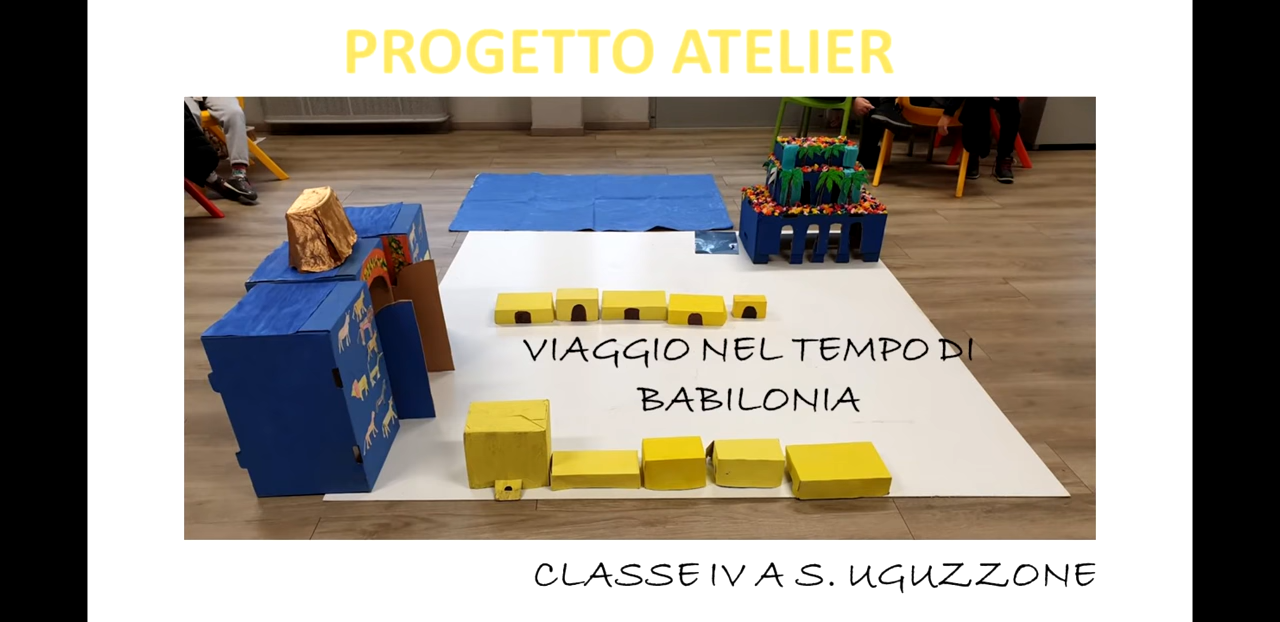 PROGETTO ATELIER
VIAGGIO NEL TEMPO DI
BABILONIA
CLASSE IV A S. UGUZZONE